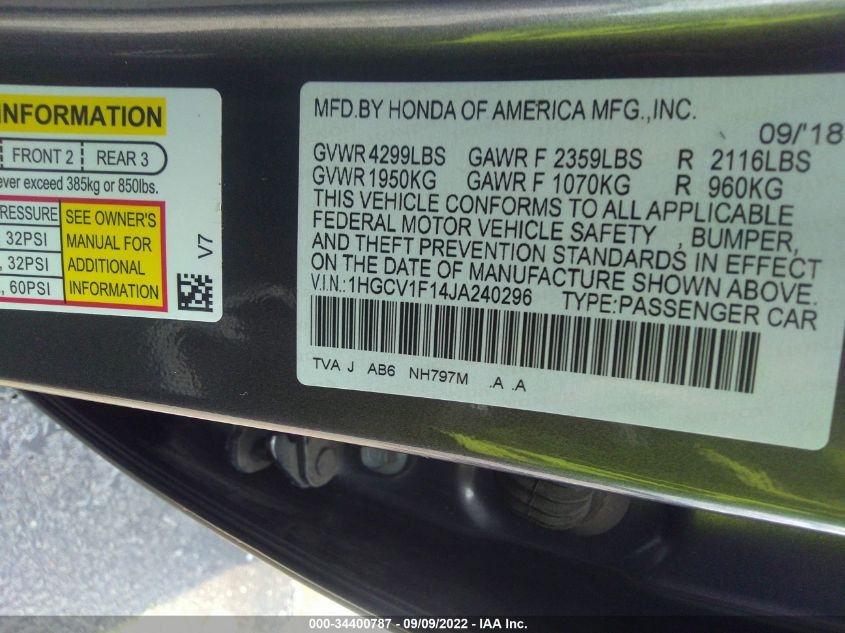 INFORMATION
FRONT 2 REAR 3
ever exceed 385kg or 850lbs.
PRESSURE
, 32PSI
, 32PSI
, 60PSI
SEE OWNER'S
MANUAL FOR
ADDITIONAL
INFORMATION
V7
MFD.BY HONDA OF AMERICA MFG.,INC.
09/'18
GVWR 4299LBS GAWR F 2359LBS R 2116LBS
GVWR 1950KG GAWR F 1070KG R 960KG
THIS VEHICLE CONFORMS TO ALL APPLICABLE
FEDERAL MOTOR VEHICLE SAFETY , BUMPER,
AND THEFT PREVENTION STANDARDS IN EFFECT
ON THE DATE OF MANUFACTURE SHOWN ABOVE.
V.I.N.:1HGCV1F14JA240296 TYPE:PASSENGER CAR
TVA J AB6 NH797M .A .A
000-34400787 - 09/09/2022 - IAA Inc.